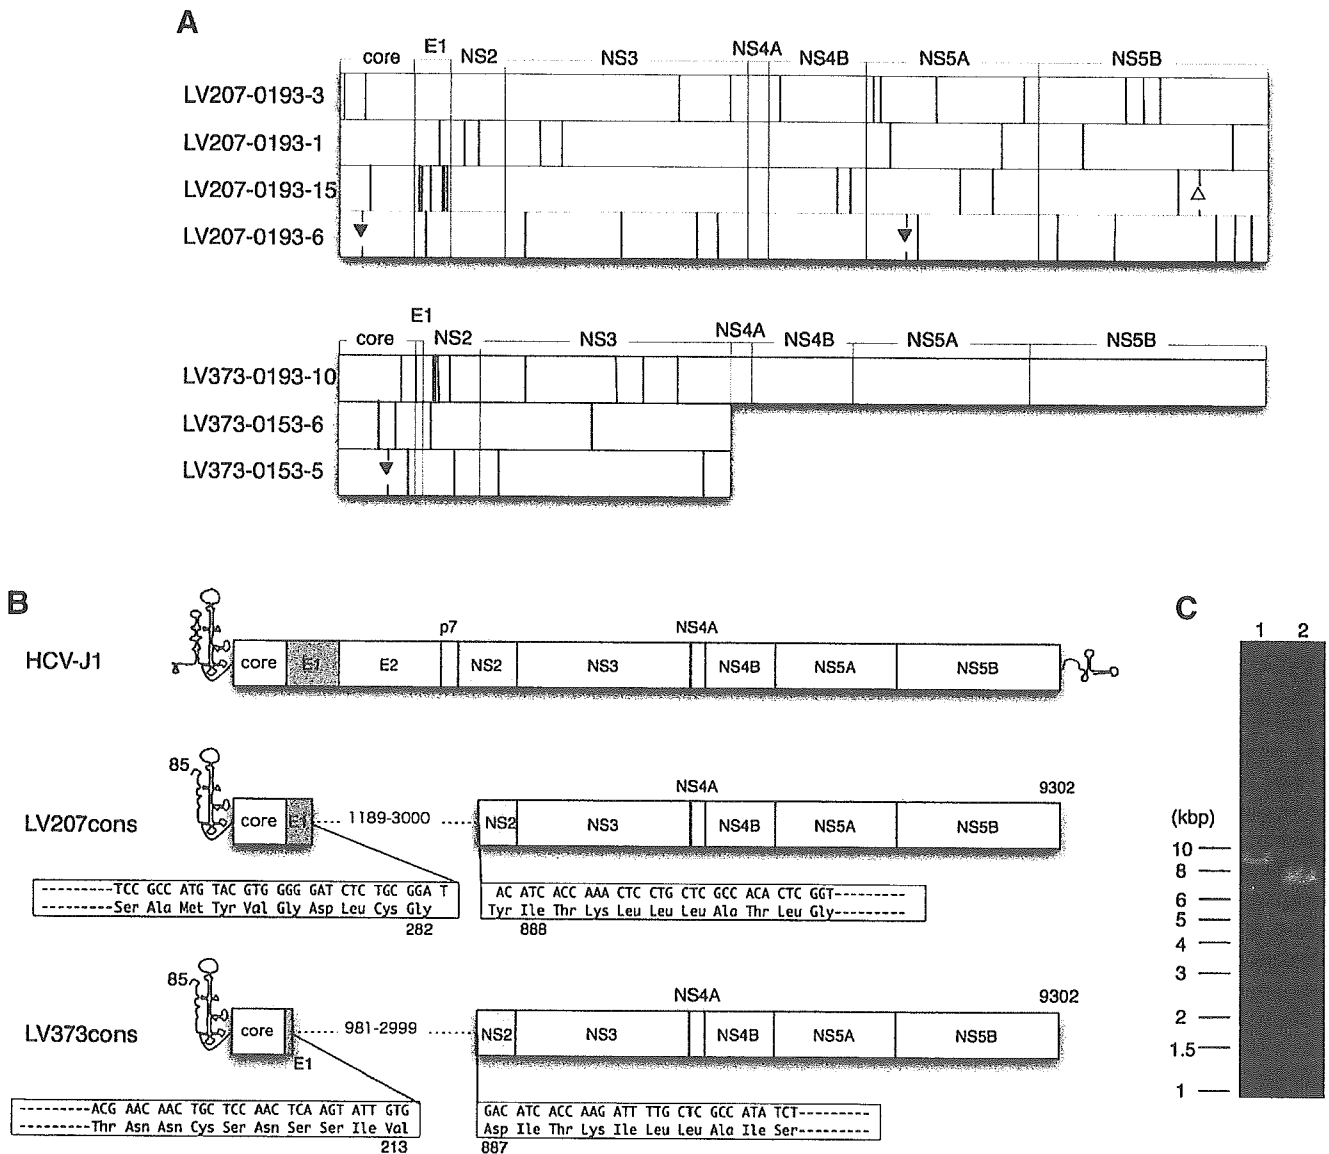 A
core E1 NS2 NS3 NS4A NS4B NS5A NS5B
LV207-0193-3
LV207-0193-1
LV207-0193-15
LV207-0193-6
core E1 NS2 NS3 NS4A NS4B NS5A NS5B
LV373-0193-10
LV373-0153-6
LV373-0153-5
B
HCV-J1
p7 NS4A
core E1 E2 NS2 NS3 NS4B NS5A NS5B
85
NS4A
9302
LV207cons
core E1 1189-3000 NS2 NS3 NS4B NS5A NS5B
---------TCC GCC ATG TAC GTG GGG GAT CTC TGC GGA T
---------Ser Ala Met Tyr Val Gly Asp Leu Cys Gly
282
AC ATC ACC AAA CTC CTG CTC GCC ACA CTC GGT---------
Tyr Ile Thr Lys Leu Leu Leu Ala Thr Leu Gly---------
888
85
NS4A
9302
LV373cons
core E1 981-2999 NS2 NS3 NS4B NS5A NS5B
---------ACG AAC AAC TGC TCC AAC TCA AGT ATT GTG
---------Thr Asn Asn Cys Ser Asn Ser Ser Ile Val
213
GAC ATC ACC AAG ATT TTG CTC GCC ATA TCT---------
Asp Ile Thr Lys Ile Leu Leu Ala Ile Ser---------
887
C
1 2
(kbp)
10
8
6
5
4
3
2
1.5
1